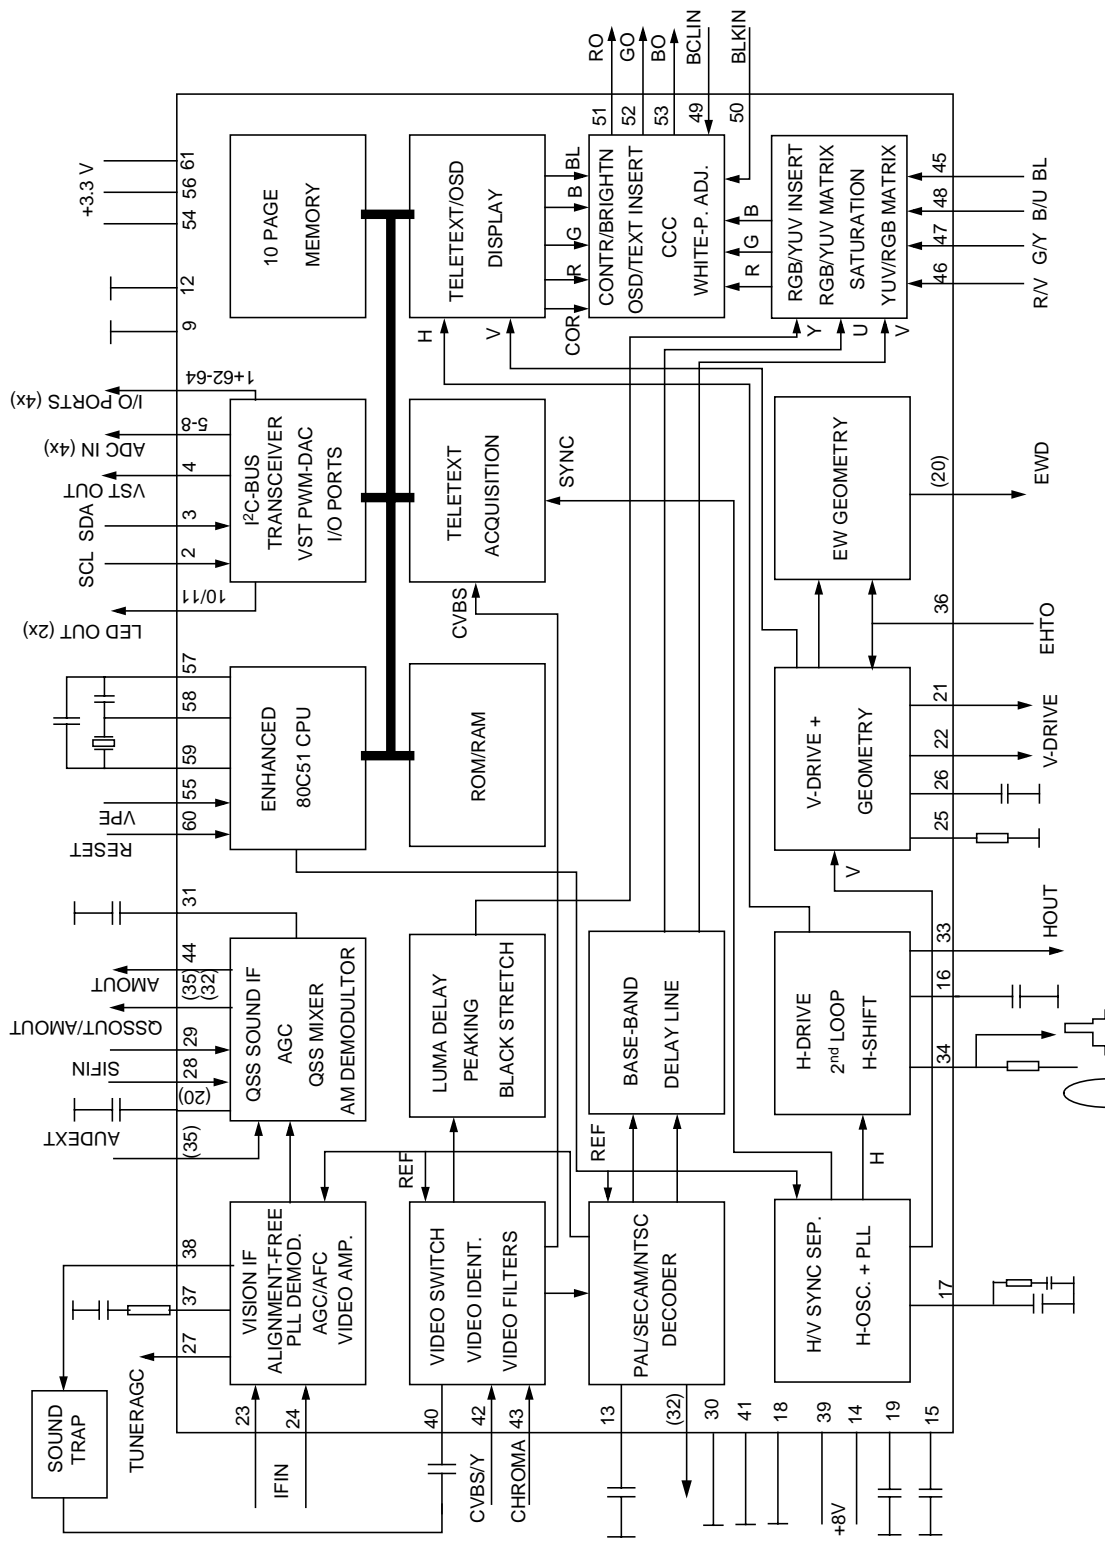 SOUND
TRAP
TUNERAGC
27
37
38
AUDEXT
(35)
(20)
SIFIN
28
29
QSSOUT/AMOUT
(35)
(32)
AMOUT
44
31
RESET
60
VPE
55
59
58
57
LED OUT (2x)
10/11
SCL
2
SDA
3
VST OUT
4
ADC IN (4x)
5-8
I/O PORTS (4x)
1+62-64
9
12
+3.3 V
54
56
61
VISION IF
ALIGNMENT-FREE
PLL DEMOD.
AGC/AFC
VIDEO AMP.
QSS SOUND IF
AGC
QSS MIXER
AM DEMODULTOR
ENHANCED
80C51 CPU
I²C-BUS
TRANSCEIVER
VST PWM-DAC
I/O PORTS
10 PAGE
MEMORY
IFIN
23
24
REF
VIDEO SWITCH
VIDEO IDENT.
VIDEO FILTERS
LUMA DELAY
PEAKING
BLACK STRETCH
ROM/RAM
CVBS
TELETEXT
ACQUISITION
SYNC
H
V
TELETEXT/OSD
DISPLAY
CVBS/Y
CHROMA
40
42
43
COR
R
G
B
BL
REF
PAL/SECAM/NTSC
DECODER
BASE-BAND
DELAY LINE
CONTR/BRIGHTN
OSD/TEXT INSERT
CCC
WHITE-P. ADJ.
51
52
53
49
50
RO
GO
BO
BCLIN
BLKIN
13
(32)
30
41
18
39
14
19
15
+8V
R
G
B
Y
U
V
H/V SYNC SEP.
H-OSC. + PLL
H
H-DRIVE
2nd LOOP
H-SHIFT
V
V-DRIVE +
GEOMETRY
EW GEOMETRY
RGB/YUV INSERT
RGB/YUV MATRIX
SATURATION
YUV/RGB MATRIX
17
34
16
33
25
26
22
21
36
(20)
46
47
48
45
HOUT
V-DRIVE
EHTO
EWD
R/V
G/Y
B/U
BL